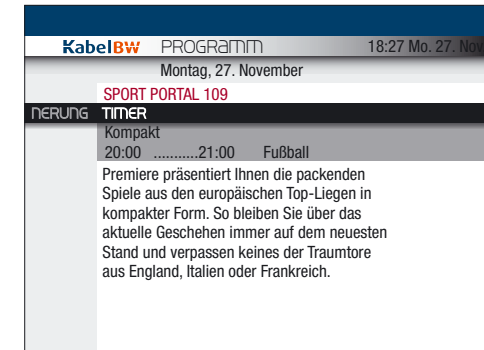 KabelBW PROGRAMM 18:27 Mo. 27. Nov
Montag, 27. November
SPORT PORTAL 109
NERUNG TIMER
Kompakt
20:00 ...........21:00 Fußball
Premiere präsentiert Ihnen die packenden
Spiele aus den europäischen Top-Liegen in
kompakter Form. So bleiben Sie über das
aktuelle Geschehen immer auf dem neuesten
Stand und verpassen keines der Traumtore
aus England, Italien oder Frankreich.